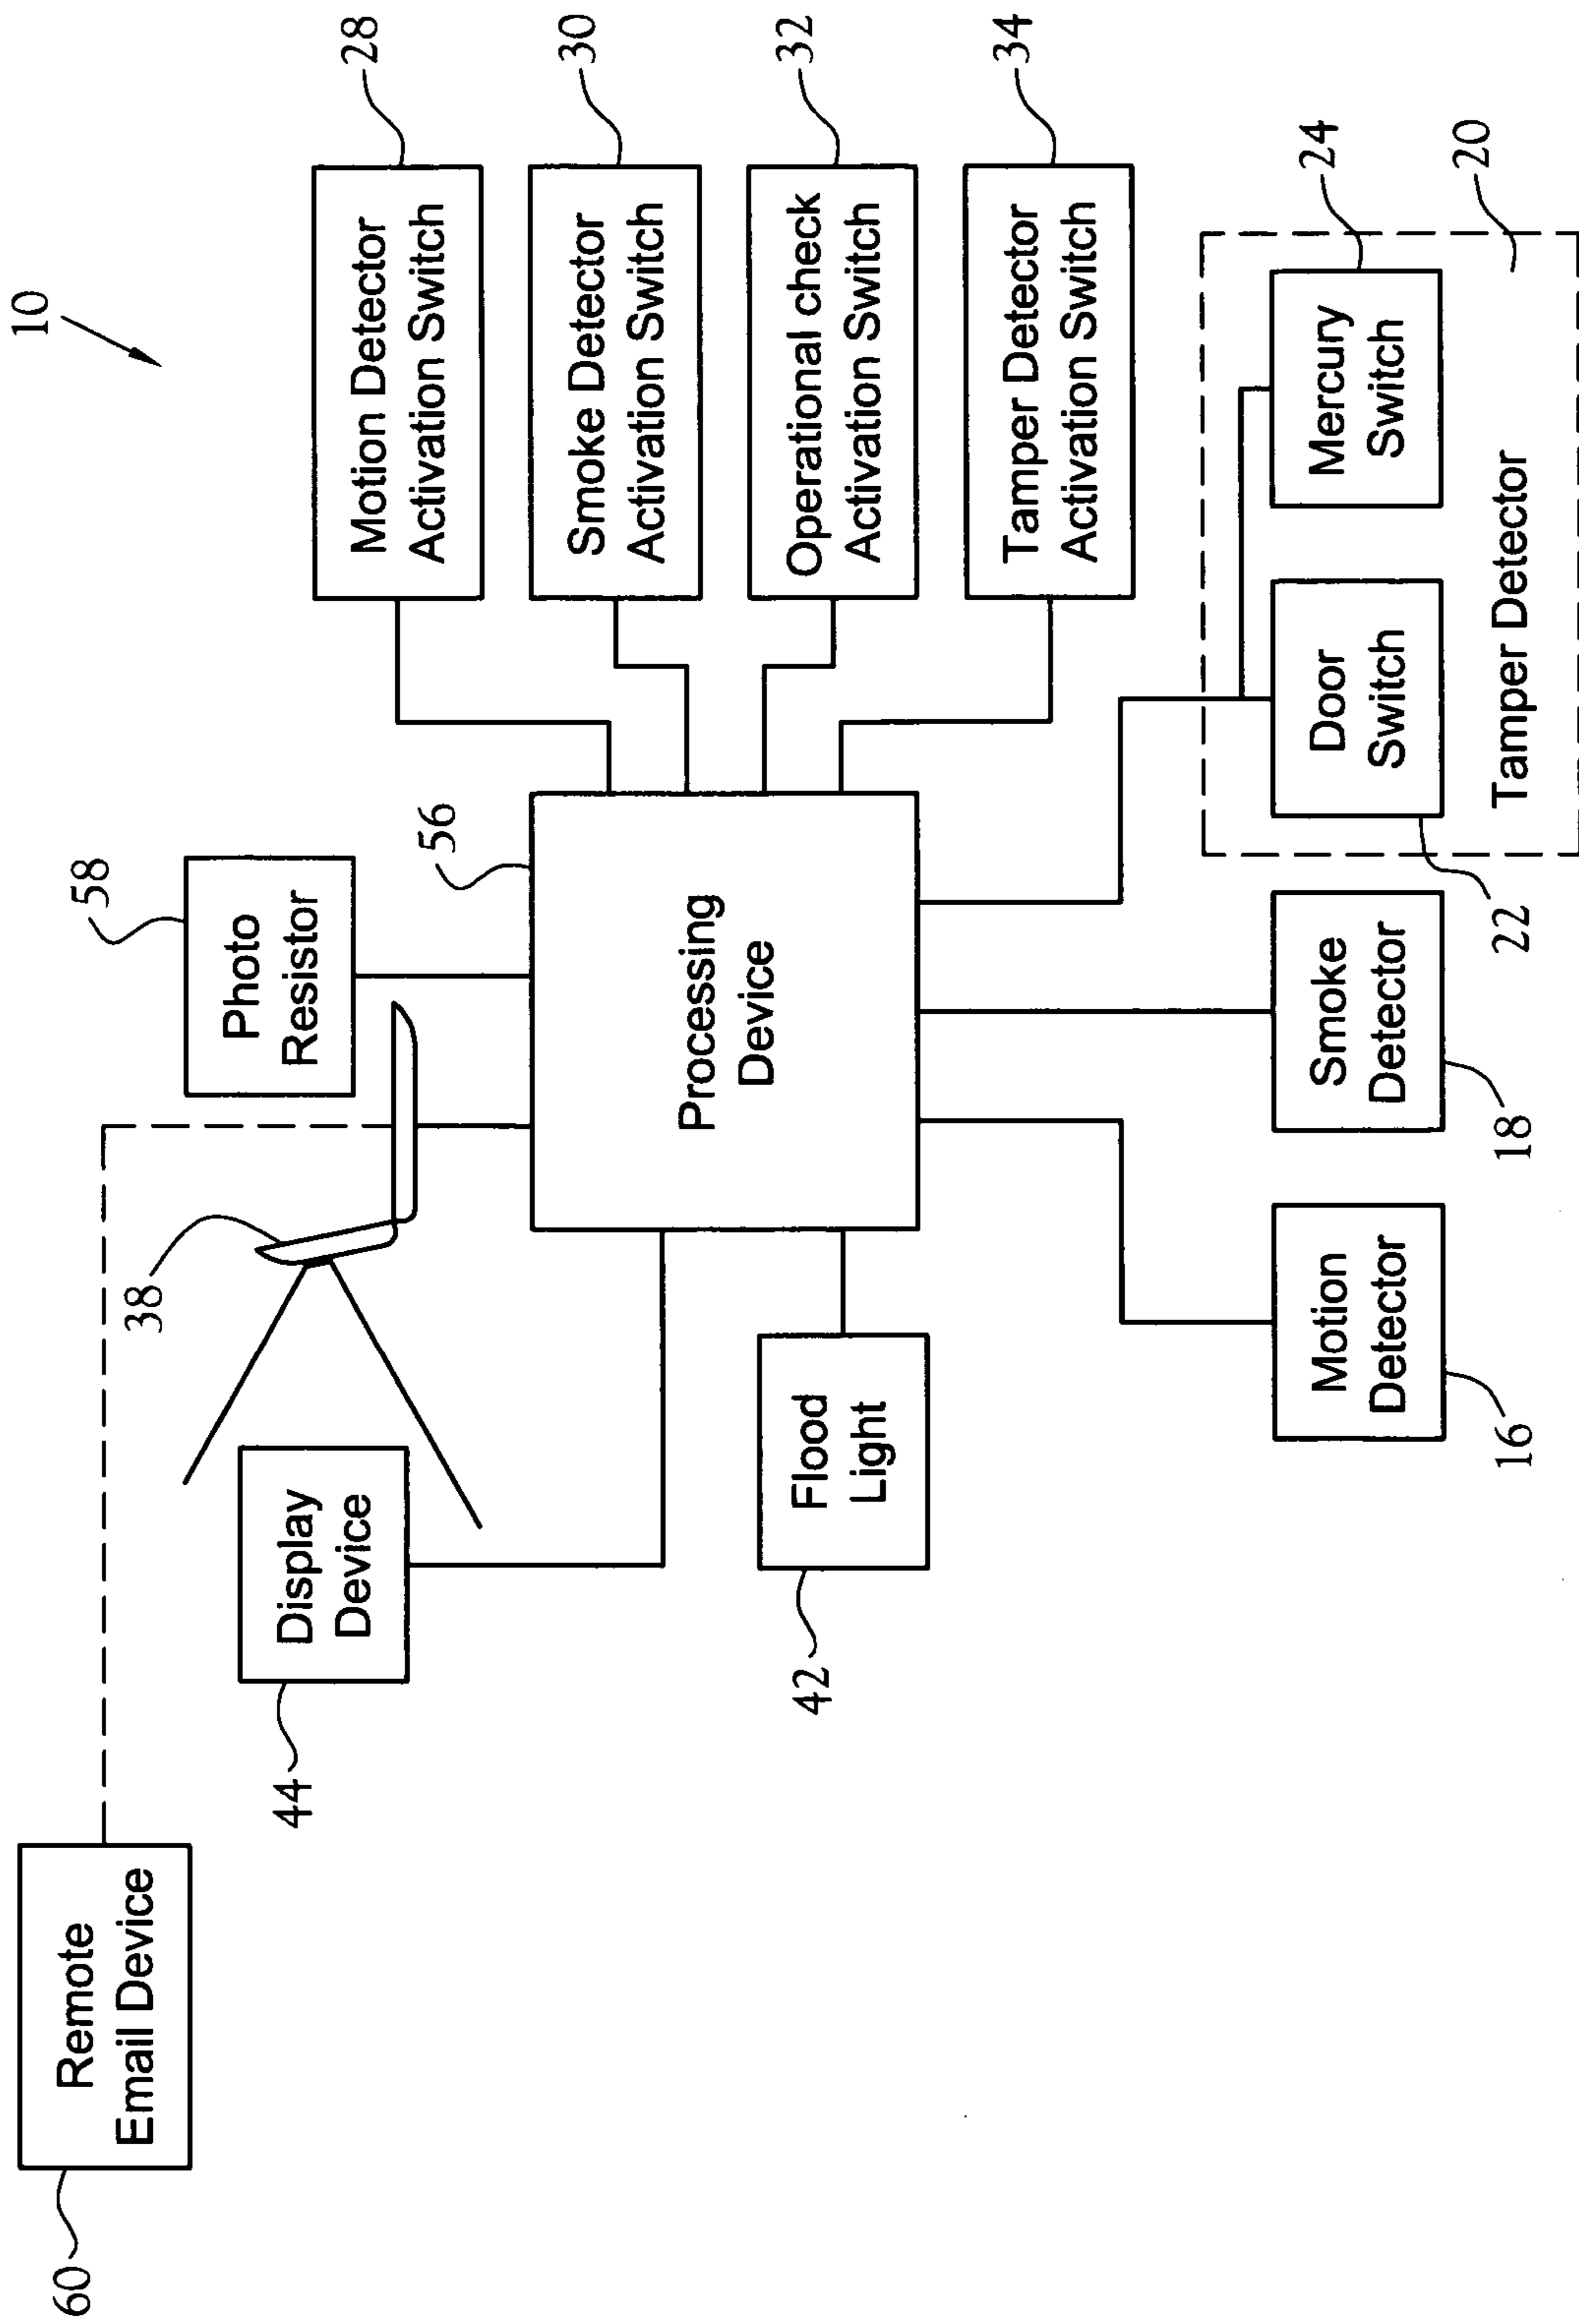 10
60
Remote
Email Device
44
Display
Device
38
58
Photo
Resistor
56
Processing
Device
42
Flood
Light
Motion Detector
Activation Switch
28
Smoke Detector
Activation Switch
30
Operational check
Activation Switch
32
Tamper Detector
Activation Switch
34
Motion
Detector
16
Smoke
Detector
18
Door
Switch
22
Mercury
Switch
24
Tamper Detector
20